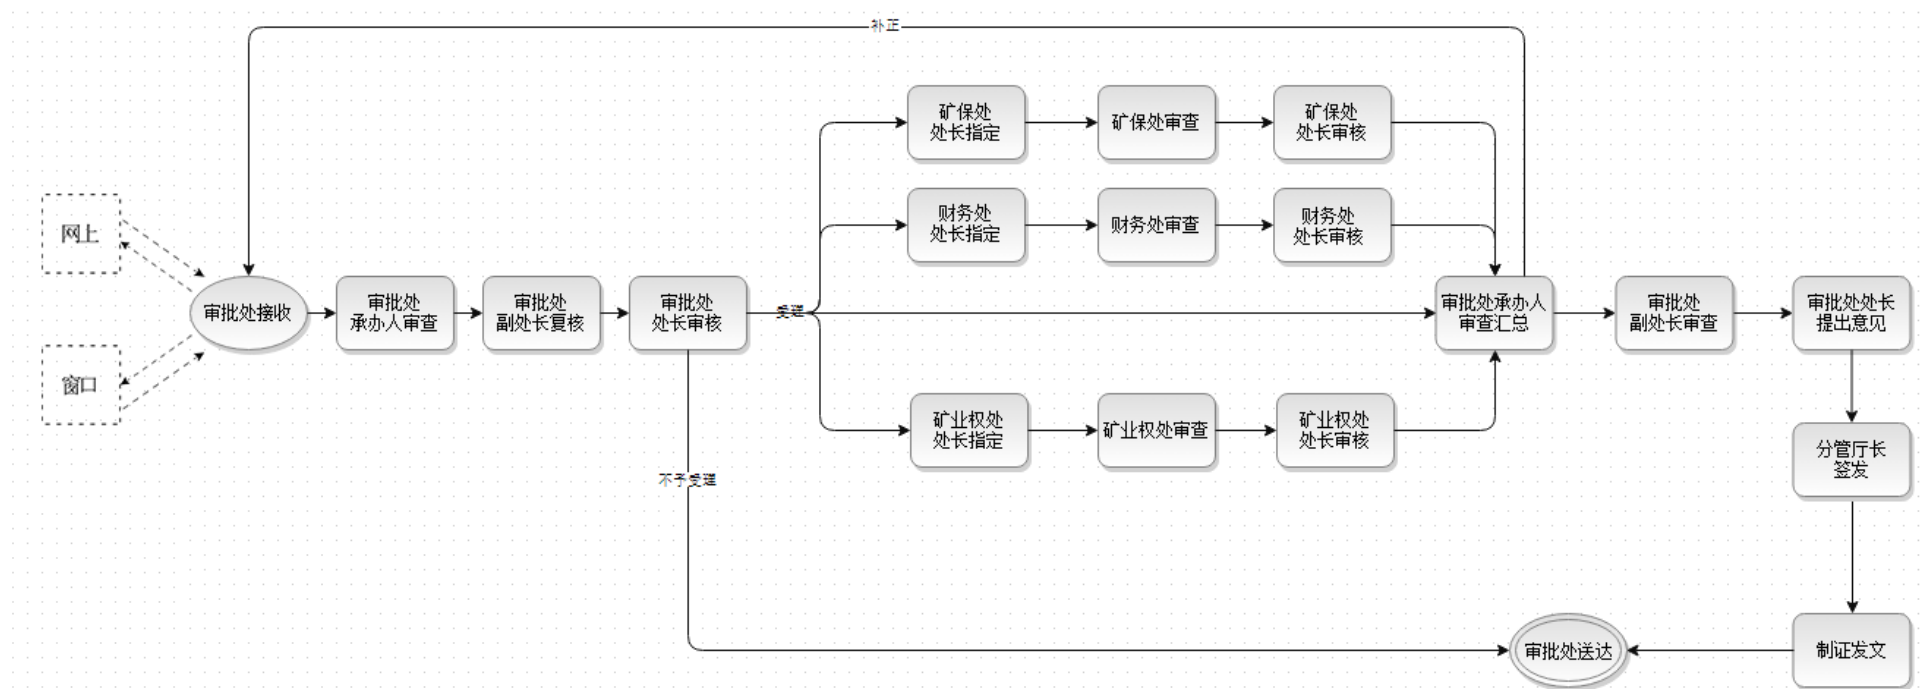 补正
矿保处
处长指定
矿保处审查
矿保处
处长审核
财务处
处长指定
财务处审查
财务处
处长审核
网上
窗口
审批处接收
审批处
承办人审查
审批处
副处长复核
审批处
处长审核
受理
审批处承办人
审查汇总
审批处
副处长审查
审批处处长
提出意见
矿业权处
处长指定
矿业权处审查
矿业权处
处长审核
分管厅长
签发
不予受理
审批处送达
制证发文